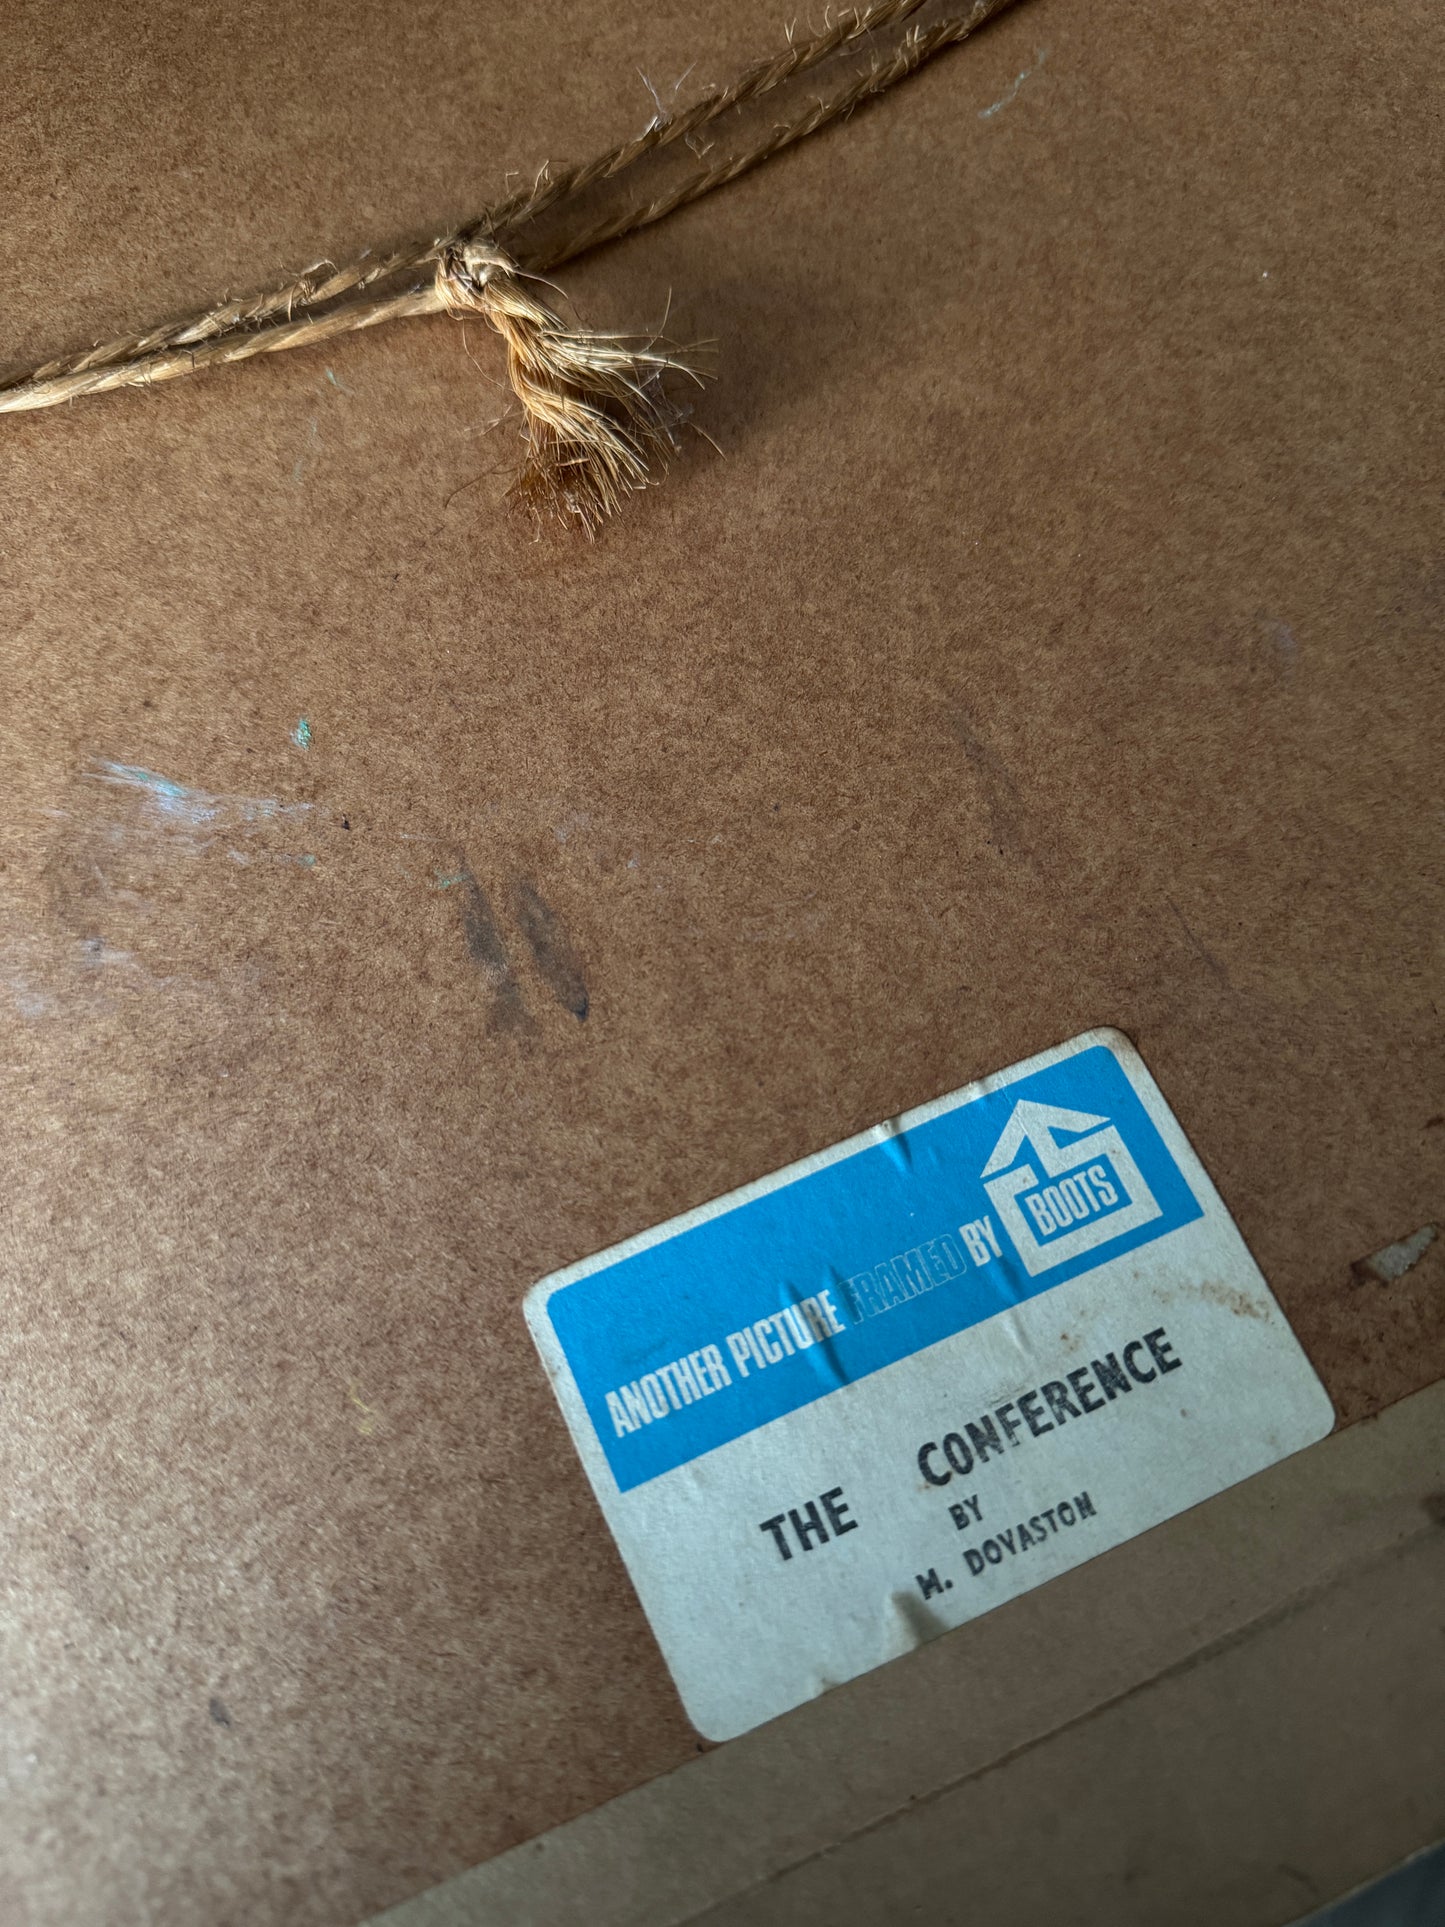 ANOTHER PICTURE FRAMED BY BOOTS
THE CONFERENCE
BY
M. DOVASTON